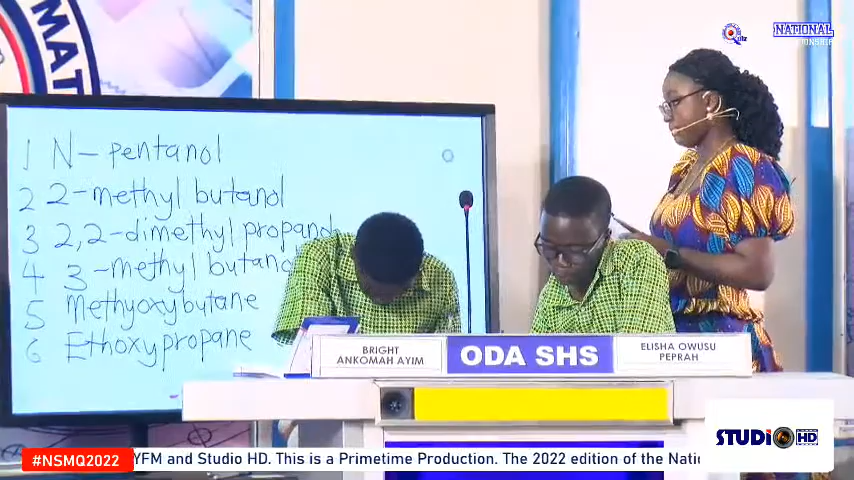 MAT
NATIONAL
1 N-pentanol
2 2-methyl butanol
3 2,2-dimethyl propanol
4 3-methyl butanol
5 Methyoxybutane
6 Ethoxypropane
BRIGHT ANKOMAH AYIM
ODA SHS
ELISHA OWUSU PEPRAH
STUDIO HD
#NSMQ2022
YFM and Studio HD. This is a Primetime Production. The 2022 edition of the Nati